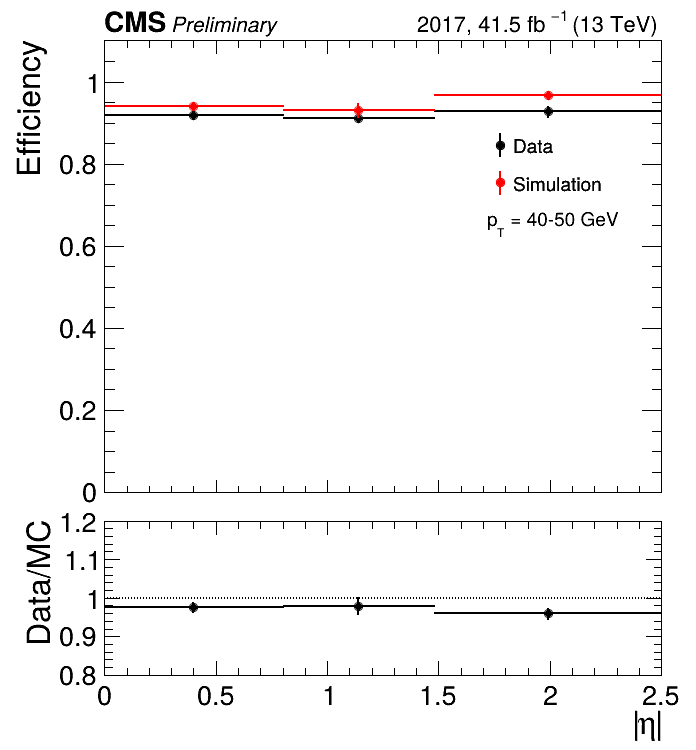 CMS Preliminary 2017, 41.5 fb⁻¹ (13 TeV)
Efficiency
1
0.8
0.6
0.4
0.2
0
Data
Simulation
p_T = 40-50 GeV
Data/MC
1.2
1.1
1
0.9
0.8
0 0.5 1 1.5 2 2.5
|η|